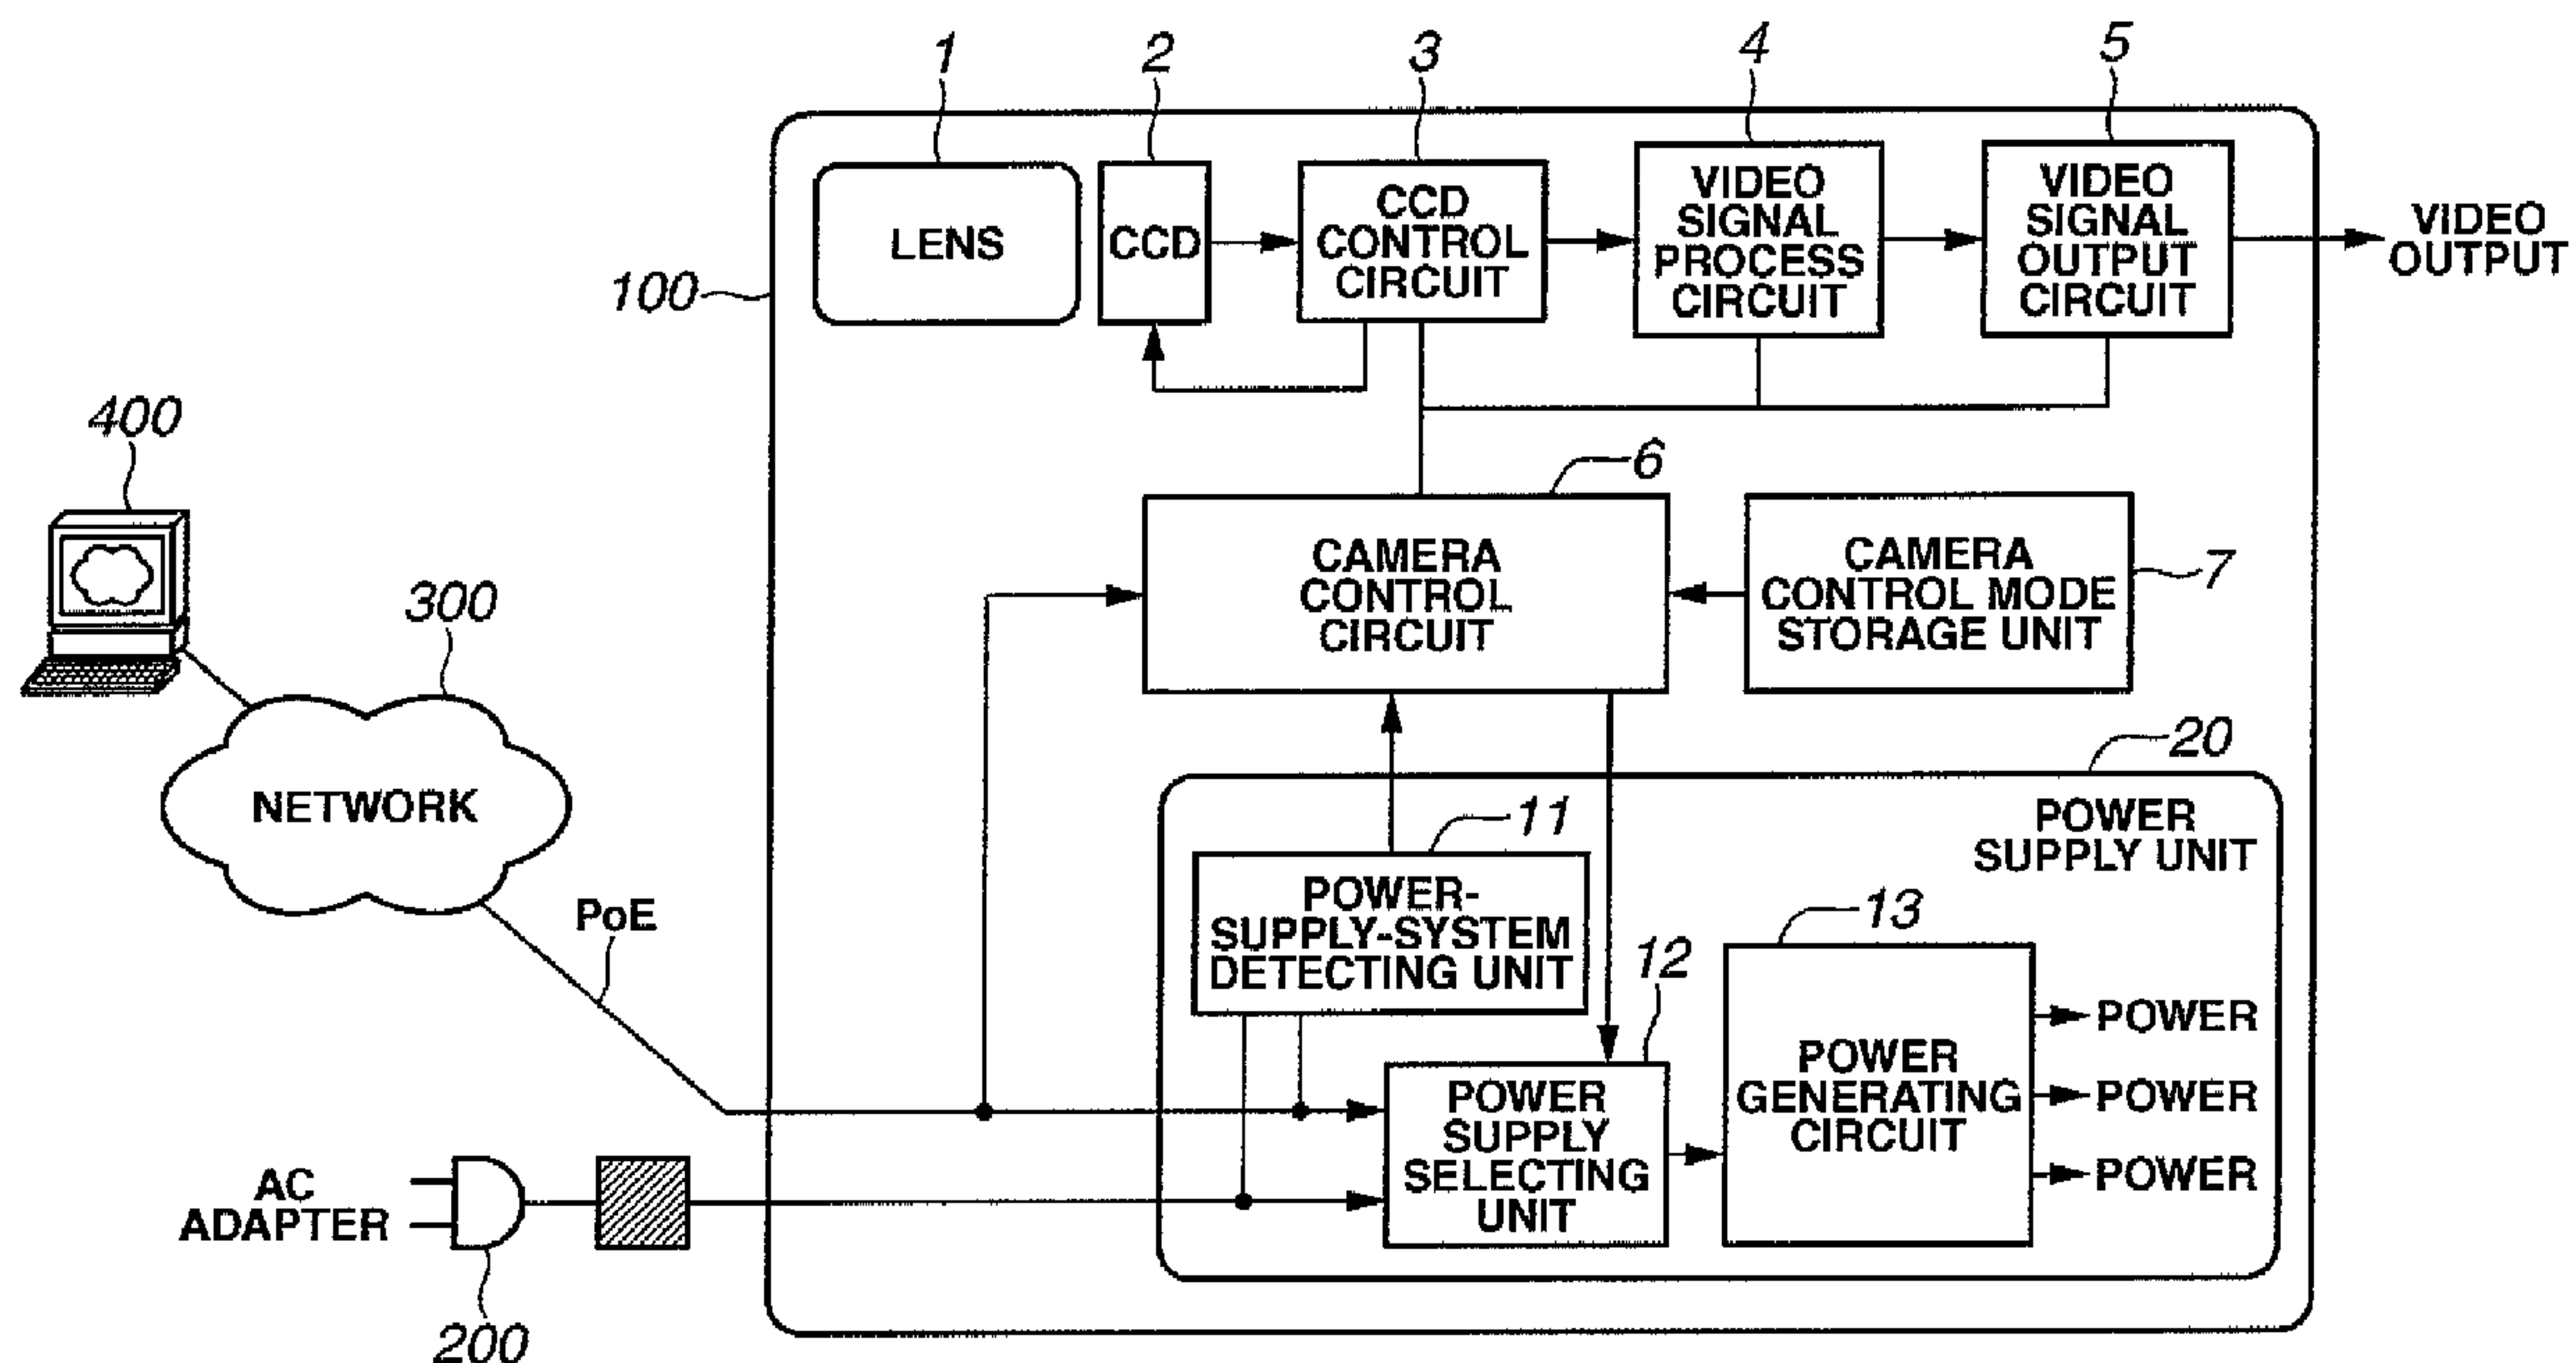 1
2
3
4
5
100
LENS
CCD
CCD
CONTROL
CIRCUIT
VIDEO
SIGNAL
PROCESS
CIRCUIT
VIDEO
SIGNAL
OUTPUT
CIRCUIT
VIDEO
OUTPUT
400
300
NETWORK
PoE
6
CAMERA
CONTROL
CIRCUIT
CAMERA
CONTROL MODE
STORAGE UNIT
7
20
POWER
SUPPLY UNIT
11
POWER-
SUPPLY-SYSTEM
DETECTING UNIT
12
POWER
SUPPLY
SELECTING
UNIT
13
POWER
GENERATING
CIRCUIT
POWER
POWER
POWER
AC
ADAPTER
200